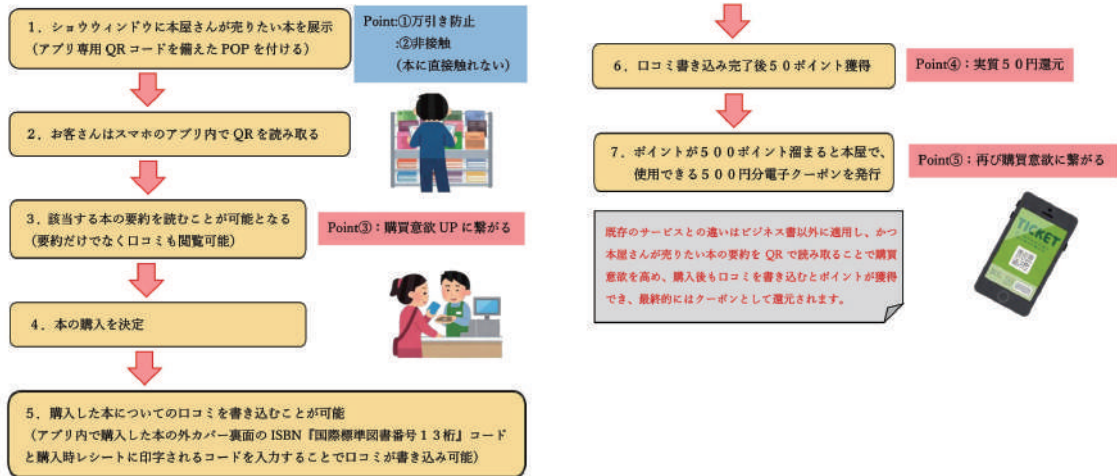 1．ショウウィンドウに本屋さんが売りたい本を展示
（アプリ専用QRコードを備えたPOPを付ける）
Point:①万引き防止
:②非接触
（本に直接触れない）
2．お客さんはスマホのアプリ内でQRを読み取る
3．該当する本の要約を読むことが可能となる
（要約だけでなく口コミも閲覧可能）
Point③：購買意欲UPに繋がる
4．本の購入を決定
5．購入した本についての口コミを書き込むことが可能
（アプリ内で購入した本の外カバー裏面のISBN『国際標準図書番号１３桁』コード
と購入時レシートに印字されるコードを入力することで口コミが書き込み可能）
6．口コミ書き込み完了後５０ポイント獲得
Point④：実質５０円還元
7．ポイントが５００ポイント溜まると本屋で、
使用できる５００円分電子クーポンを発行
Point⑤：再び購買意欲に繋がる
既存のサービスとの違いはビジネス書以外に適用し、かつ
本屋さんが売りたい本の要約をQRで読み取ることで購買
意欲を高め、購入後も口コミを書き込むとポイントが獲得
でき、最終的にはクーポンとして還元されます。
TICKET